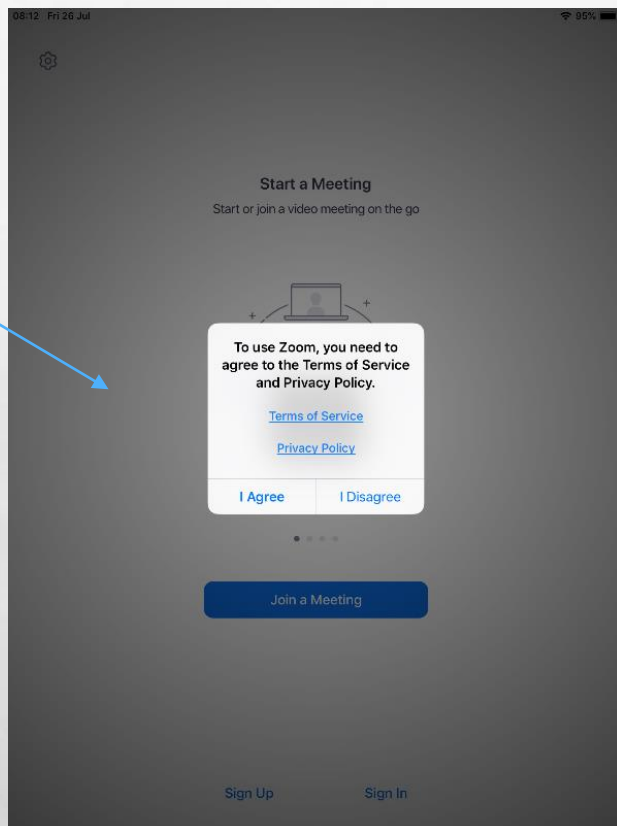 08:12 Fri 26 Jul
95%
Start a Meeting
Start or join a video meeting on the go
To use Zoom, you need to
agree to the Terms of Service
and Privacy Policy.
Terms of Service
Privacy Policy
I Agree
I Disagree
Join a Meeting
Sign Up
Sign In